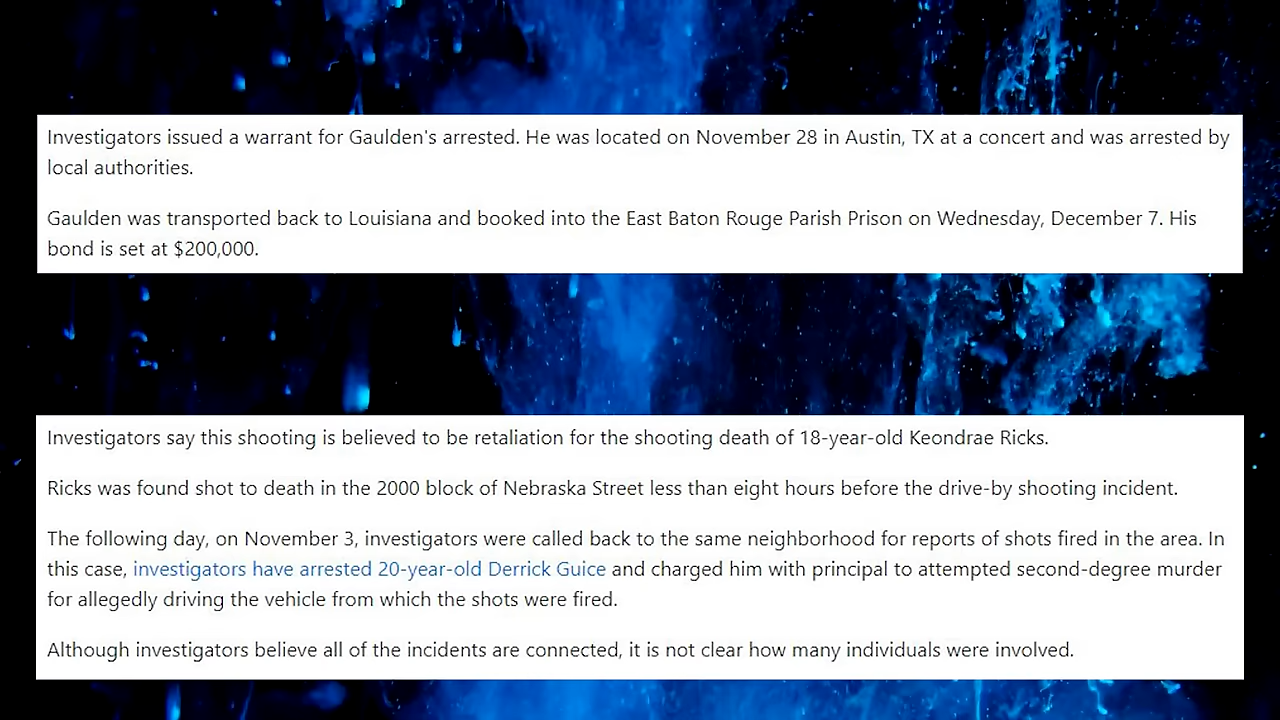 Investigators issued a warrant for Gaulden's arrested. He was located on November 28 in Austin, TX at a concert and was arrested by
local authorities.
Gaulden was transported back to Louisiana and booked into the East Baton Rouge Parish Prison on Wednesday, December 7. His
bond is set at $200,000.
Investigators say this shooting is believed to be retaliation for the shooting death of 18-year-old Keondrae Ricks.
Ricks was found shot to death in the 2000 block of Nebraska Street less than eight hours before the drive-by shooting incident.
The following day, on November 3, investigators were called back to the same neighborhood for reports of shots fired in the area. In
this case, investigators have arrested 20-year-old Derrick Guice and charged him with principal to attempted second-degree murder
for allegedly driving the vehicle from which the shots were fired.
Although investigators believe all of the incidents are connected, it is not clear how many individuals were involved.